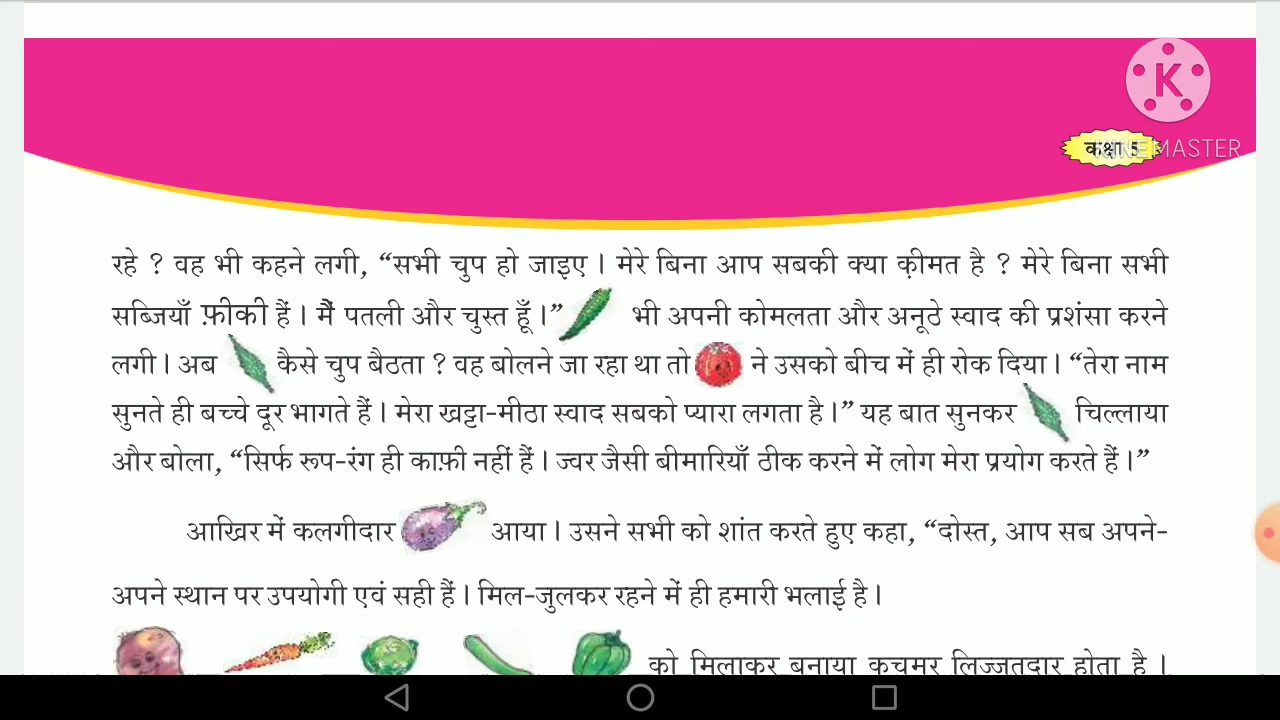 K
KINEMASTER
कक्षा 5
रहे ? वह भी कहने लगी, “सभी चुप हो जाइए । मेरे बिना आप सबकी क्या क़ीमत है ? मेरे बिना सभी
सब्जियाँ फ़ीकी हैं । मैं पतली और चुस्त हूँ ।” भी अपनी कोमलता और अनूठे स्वाद की प्रशंसा करने
लगी । अब कैसे चुप बैठता ? वह बोलने जा रहा था तो ने उसको बीच में ही रोक दिया । “तेरा नाम
सुनते ही बच्चे दूर भागते हैं । मेरा खट्टा-मीठा स्वाद सबको प्यारा लगता है ।” यह बात सुनकर चिल्लाया
और बोला, “सिर्फ रूप-रंग ही काफ़ी नहीं हैं । ज्वर जैसी बीमारियाँ ठीक करने में लोग मेरा प्रयोग करते हैं ।”
आखिर में कलगीदार आया । उसने सभी को शांत करते हुए कहा, “दोस्त, आप सब अपने-
अपने स्थान पर उपयोगी एवं सही हैं । मिल-जुलकर रहने में ही हमारी भलाई है ।
को मिलाकर बनाया कचूमर लिज्जतदार होता है ।